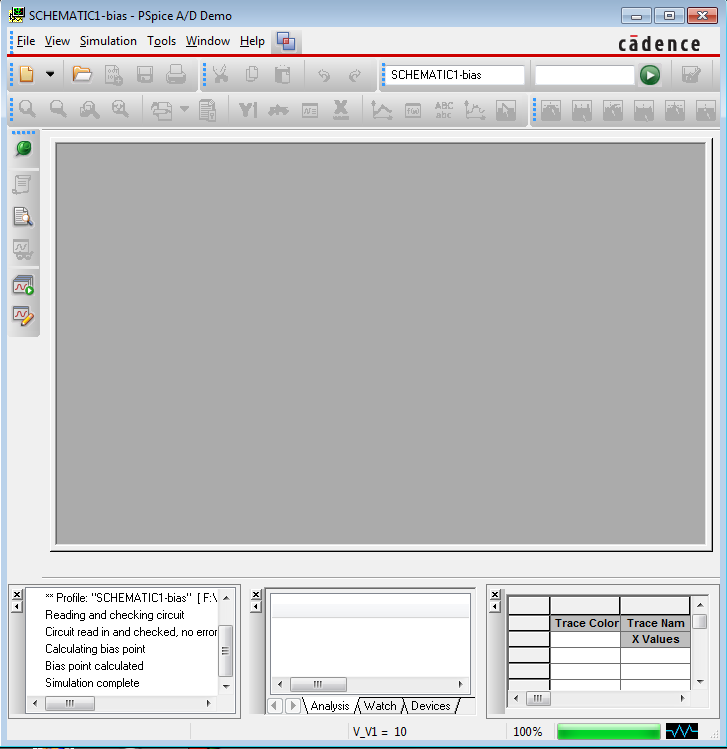 SCHEMATIC1-bias - PSpice A/D Demo
File View Simulation Trace Tools Window Help
cādence
SCHEMATIC1-bias
ABC
abc
** Profile: "SCHEMATIC1-bias" [ F:\
Reading and checking circuit
Circuit read in and checked, no error
Calculating bias point
Bias point calculated
Simulation complete
Analysis Watch Devices
Trace Color Trace Nam
X Values
V_V1 = 10
100%